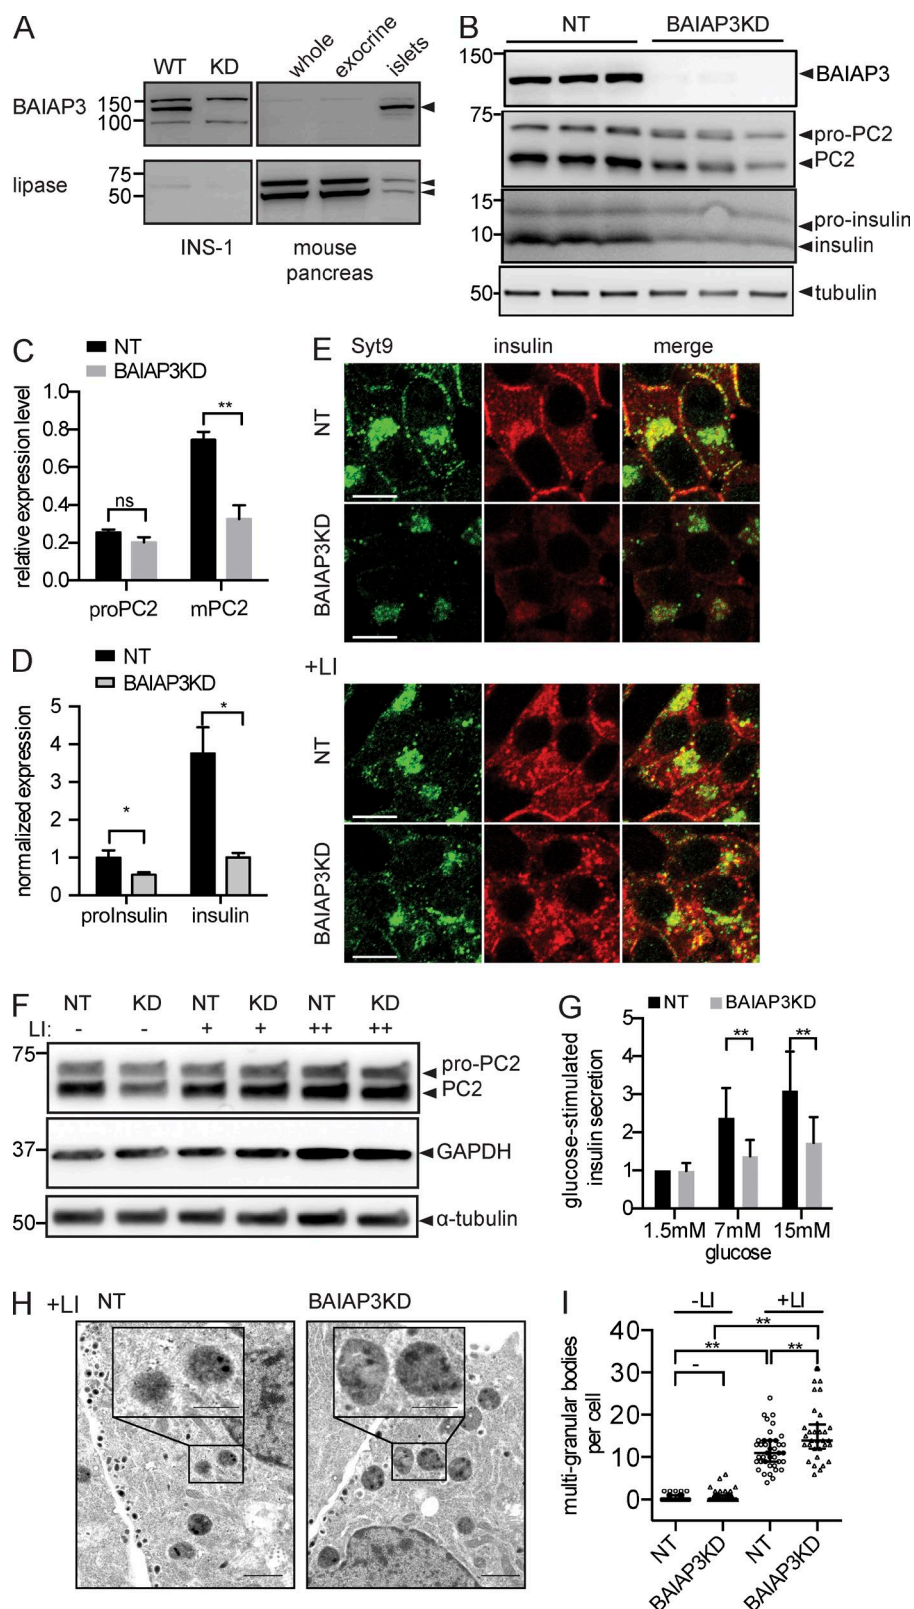 A
WT KD whole exocrine islets
BAIAP3
150
100
lipase
75
50
INS-1 mouse pancreas
B
NT BAIAP3KD
150
BAIAP3
75
pro-PC2
PC2
15
10
pro-insulin
insulin
50
tubulin
C
NT
BAIAP3KD
relative expression level
1.0
0.8
0.6
0.4
0.2
0.0
ns
**
proPC2 mPC2
D
NT
BAIAP3KD
normalized expression
5
4
3
2
1
0
*
*
proInsulin insulin
E
Syt9 insulin merge
NT
BAIAP3KD
+LI
NT
BAIAP3KD
F
NT KD NT KD NT KD
LI: - - + + ++ ++
75
pro-PC2
PC2
37
GAPDH
50
α-tubulin
G
NT BAIAP3KD
glucose-stimulated
insulin secretion
5
4
3
2
1
0
**
**
1.5mM 7mM 15mM
glucose
H
+LI NT BAIAP3KD
I
-LI +LI
**
** **
-
multi-granular bodies
per cell
40
30
20
10
0
NT
BAIAP3KD
NT
BAIAP3KD